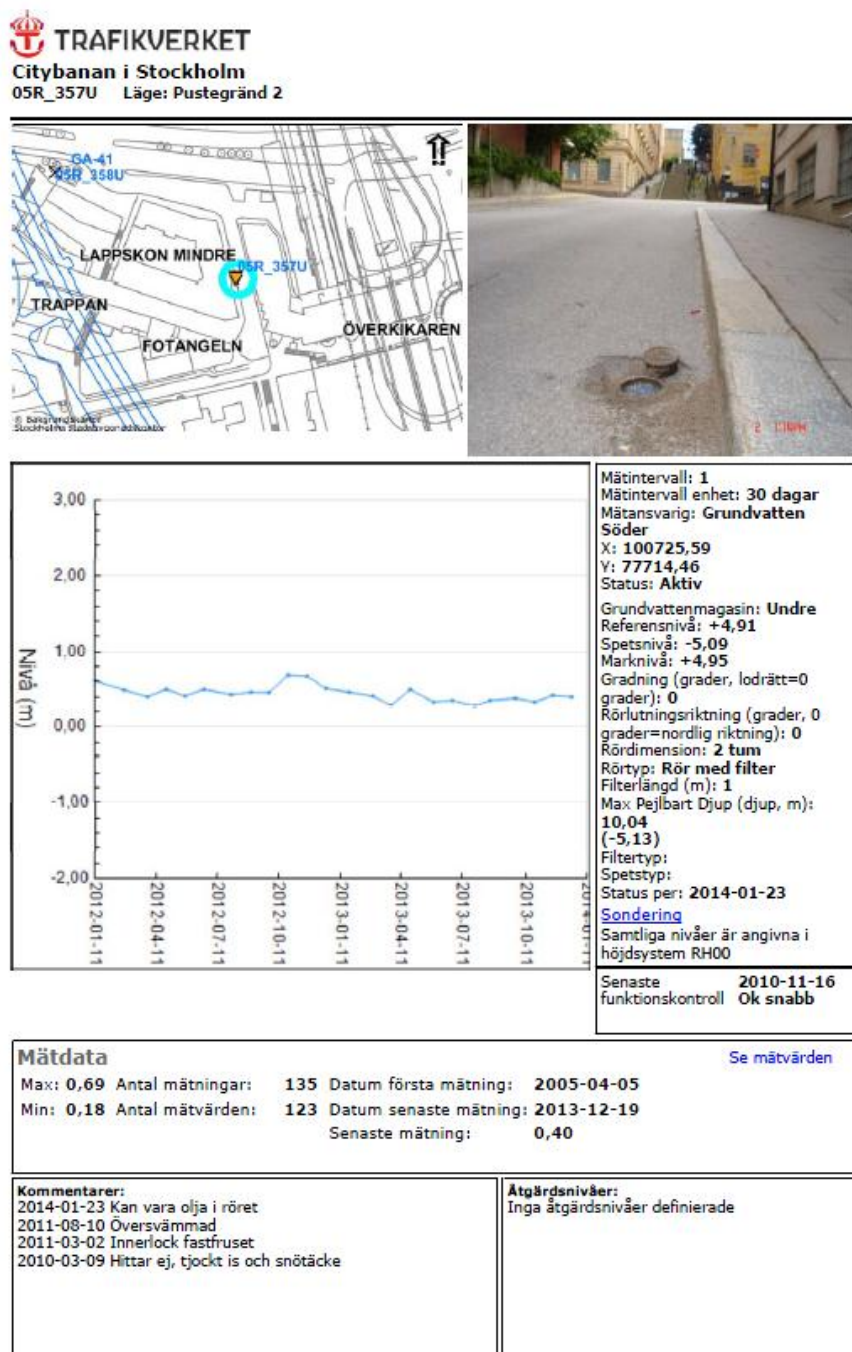 TRAFIKVERKET
Citybanan i Stockholm
05R_357U Läge: Pustegränd 2
GA-41
05R_358U
LAPPSKON MINDRE
05R_357U
TRAPPAN
FOTANGELN
ÖVERKIKAREN
Nivå (m)
3,00
2,00
1,00
0,00
-1,00
-2,00
2012-01-11
2012-04-11
2012-07-11
2012-10-11
2013-01-11
2013-04-11
2013-07-11
2013-10-11
2014-01-11
Mätintervall: 1
Mätintervall enhet: 30 dagar
Mätansvarig: Grundvatten
Söder
X: 100725,59
Y: 77714,46
Status: Aktiv
Grundvattenmagasin: Undre
Referensnivå: +4,91
Spetsnivå: -5,09
Marknivå: +4,95
Gradning (grader, lodrätt=0
grader): 0
Rörlutningsriktning (grader, 0
grader=nordlig riktning): 0
Rördimension: 2 tum
Rörtyp: Rör med filter
Filterlängd (m): 1
Max Pejlbart Djup (djup, m):
10,04
(-5,13)
Filtertyp:
Spetstyp:
Status per: 2014-01-23
Sondering
Samtliga nivåer är angivna i
höjdsystem RH00
Senaste 2010-11-16
funktionskontroll Ok snabb
Mätdata Se mätvärden
Max: 0,69 Antal mätningar: 135 Datum första mätning: 2005-04-05
Min: 0,18 Antal mätvärden: 123 Datum senaste mätning: 2013-12-19
Senaste mätning: 0,40
Kommentarer:
2014-01-23 Kan vara olja i röret
2011-08-10 Översvämmad
2011-03-02 Innerlock fastfruset
2010-03-09 Hittar ej, tjockt is och snötäcke
Åtgärdsnivåer:
Inga åtgärdsnivåer definierade